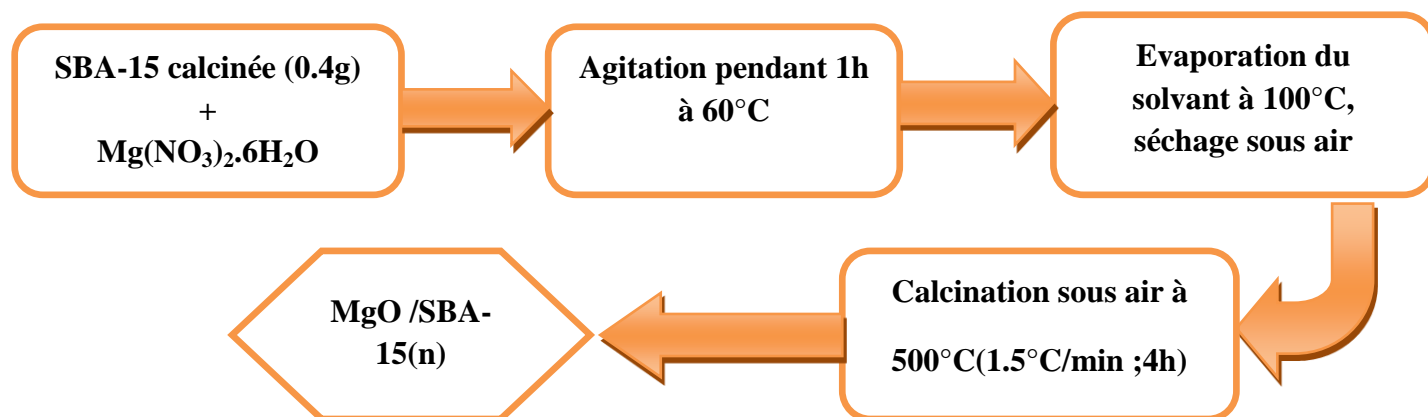 SBA-15 calcinée (0.4g)
+
Mg(NO₃)₂.6H₂O
Agitation pendant 1h
à 60°C
Evaporation du
solvant à 100°C,
séchage sous air
Calcination sous air à
500°C(1.5°C/min ;4h)
MgO /SBA-
15(n)